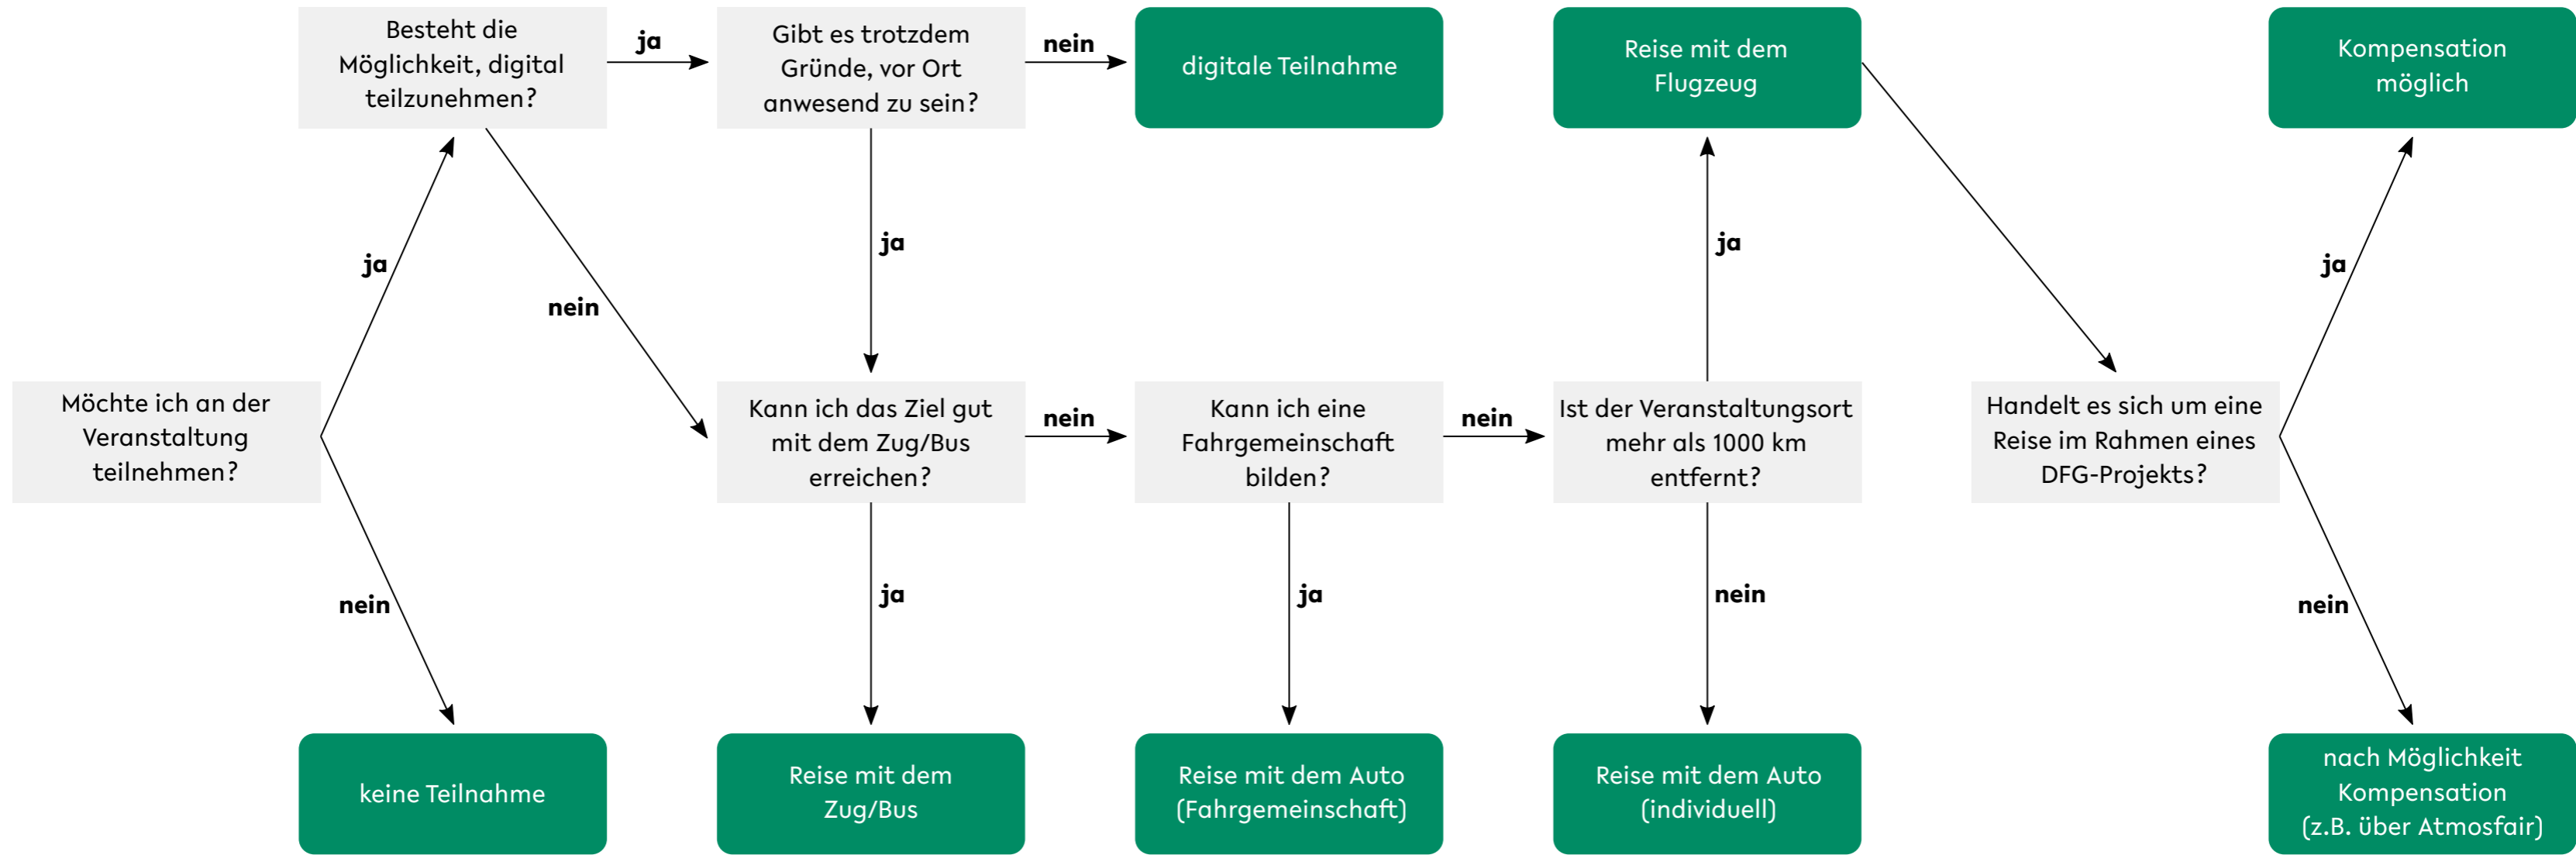 Besteht die
Möglichkeit, digital
teilzunehmen?
ja
Gibt es trotzdem
Gründe, vor Ort
anwesend zu sein?
nein
digitale Teilnahme
Reise mit dem
Flugzeug
Kompensation
möglich
ja
nein
ja
ja
ja
Möchte ich an der
Veranstaltung
teilnehmen?
Kann ich das Ziel gut
mit dem Zug/Bus
erreichen?
nein
Kann ich eine
Fahrgemeinschaft
bilden?
nein
Ist der Veranstaltungsort
mehr als 1000 km
entfernt?
Handelt es sich um eine
Reise im Rahmen eines
DFG-Projekts?
nein
ja
ja
nein
nein
keine Teilnahme
Reise mit dem
Zug/Bus
Reise mit dem Auto
(Fahrgemeinschaft)
Reise mit dem Auto
(individuell)
nach Möglichkeit
Kompensation
(z.B. über Atmosfair)